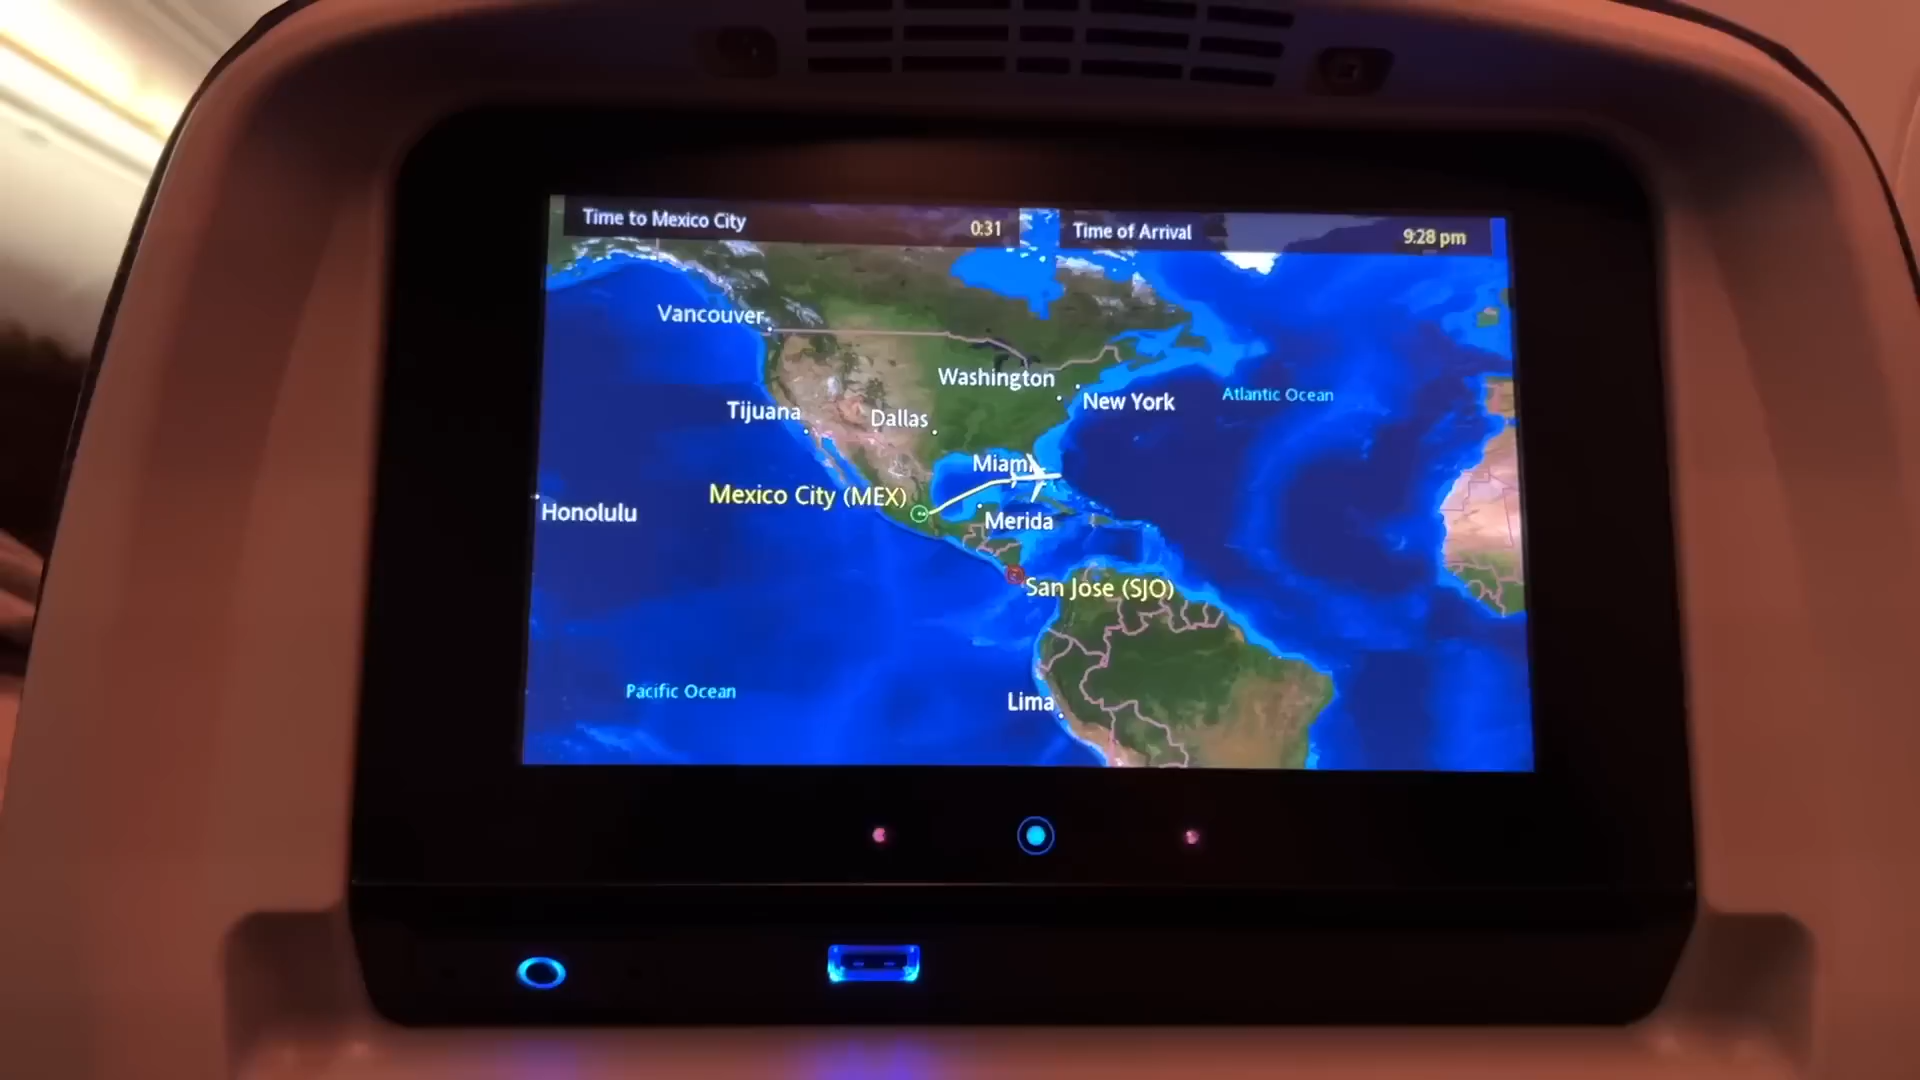 Time to Mexico City 0:31
Time of Arrival 9:28 pm
Vancouver
Washington
New York
Atlantic Ocean
Tijuana
Dallas
Miami
Mexico City (MEX)
Merida
Honolulu
San Jose (SJO)
Pacific Ocean
Lima